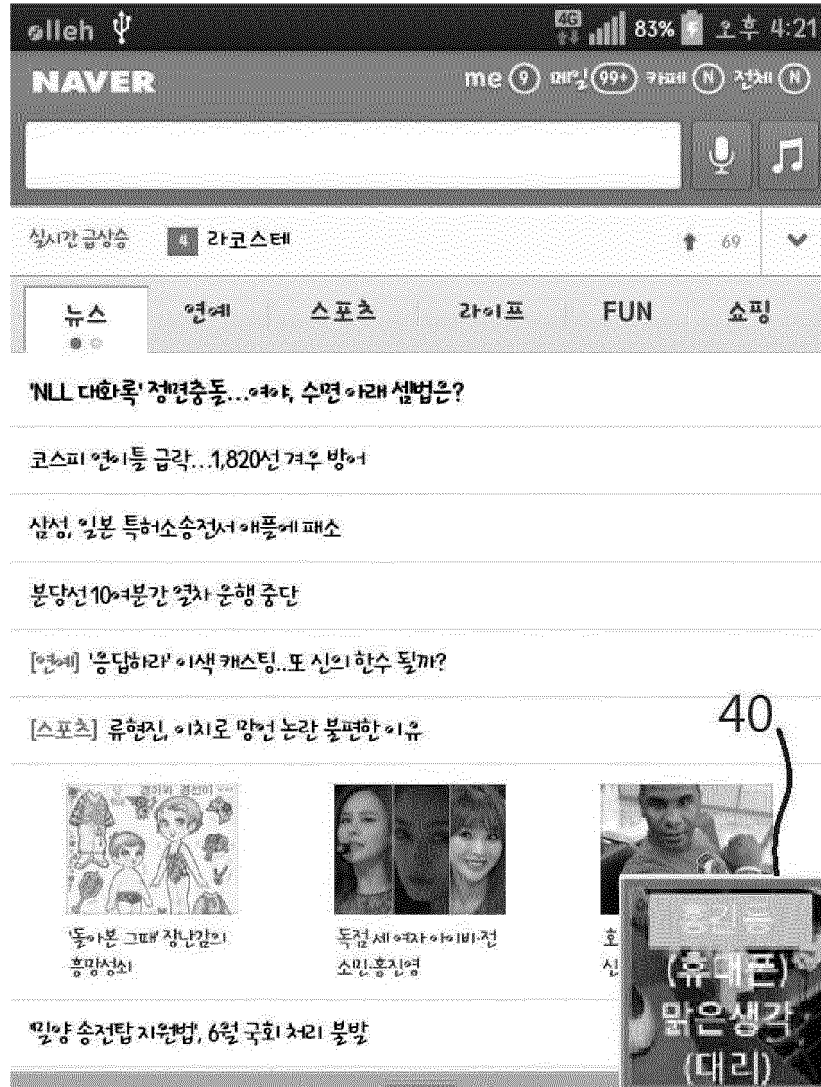 olleh 4G 83% 오후 4:21
NAVER me 9 메일 99+ 카페 N 전체 N
실시간 급상승 4 라코스테 69
뉴스 연예 스포츠 라이프 FUN 쇼핑
'NLL 대화록' 정면충돌...여야, 수면 아래 셈법은?
코스피 연이틀 급락...1,820선 겨우 방어
삼성, 일본 특허소송전서 애플에 패소
분당선 10여분간 열차 운행 중단
[연예] '응답하라' 이색 캐스팅..또 신의 한수 될까?
[스포츠] 류현진, 이치로 망언 논란 불편한 이유
40
'돌아본 그때' 장난감의
흥망성쇠
독점 세 여자 아이비·전
소민·홍진영
호
신
홍길동
(휴대폰)
맑은생각
(대리)
'밀양 송전탑 지원법', 6월 국회 처리 불발